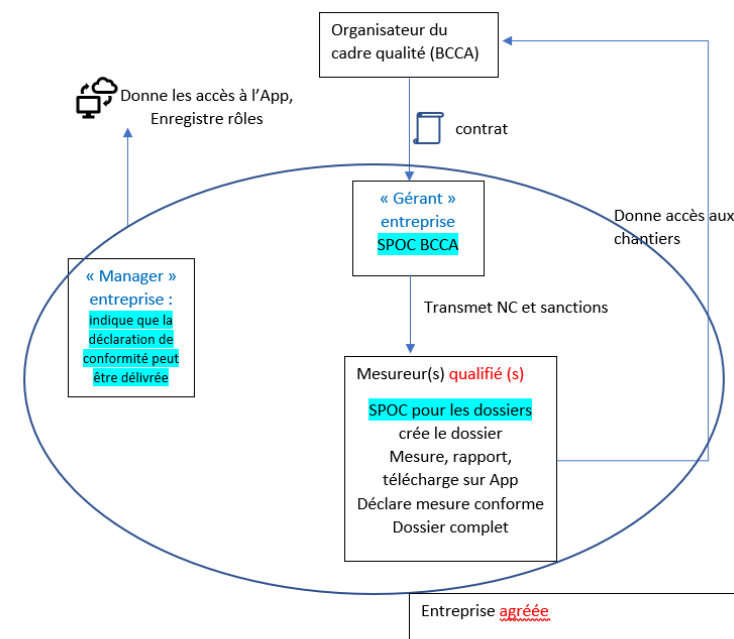 Organisateur du
cadre qualité (BCCA)
Donne les accès à l’App,
Enregistre rôles
contrat
« Gérant »
entreprise
SPOC BCCA
Donne accès aux
chantiers
« Manager »
entreprise :
indique que la
déclaration de
conformité peut
être délivrée
Transmet NC et sanctions
Mesureur(s) qualifié (s)
SPOC pour les dossiers
crée le dossier
Mesure, rapport,
télécharge sur App
Déclare mesure conforme
Dossier complet
Entreprise agréée